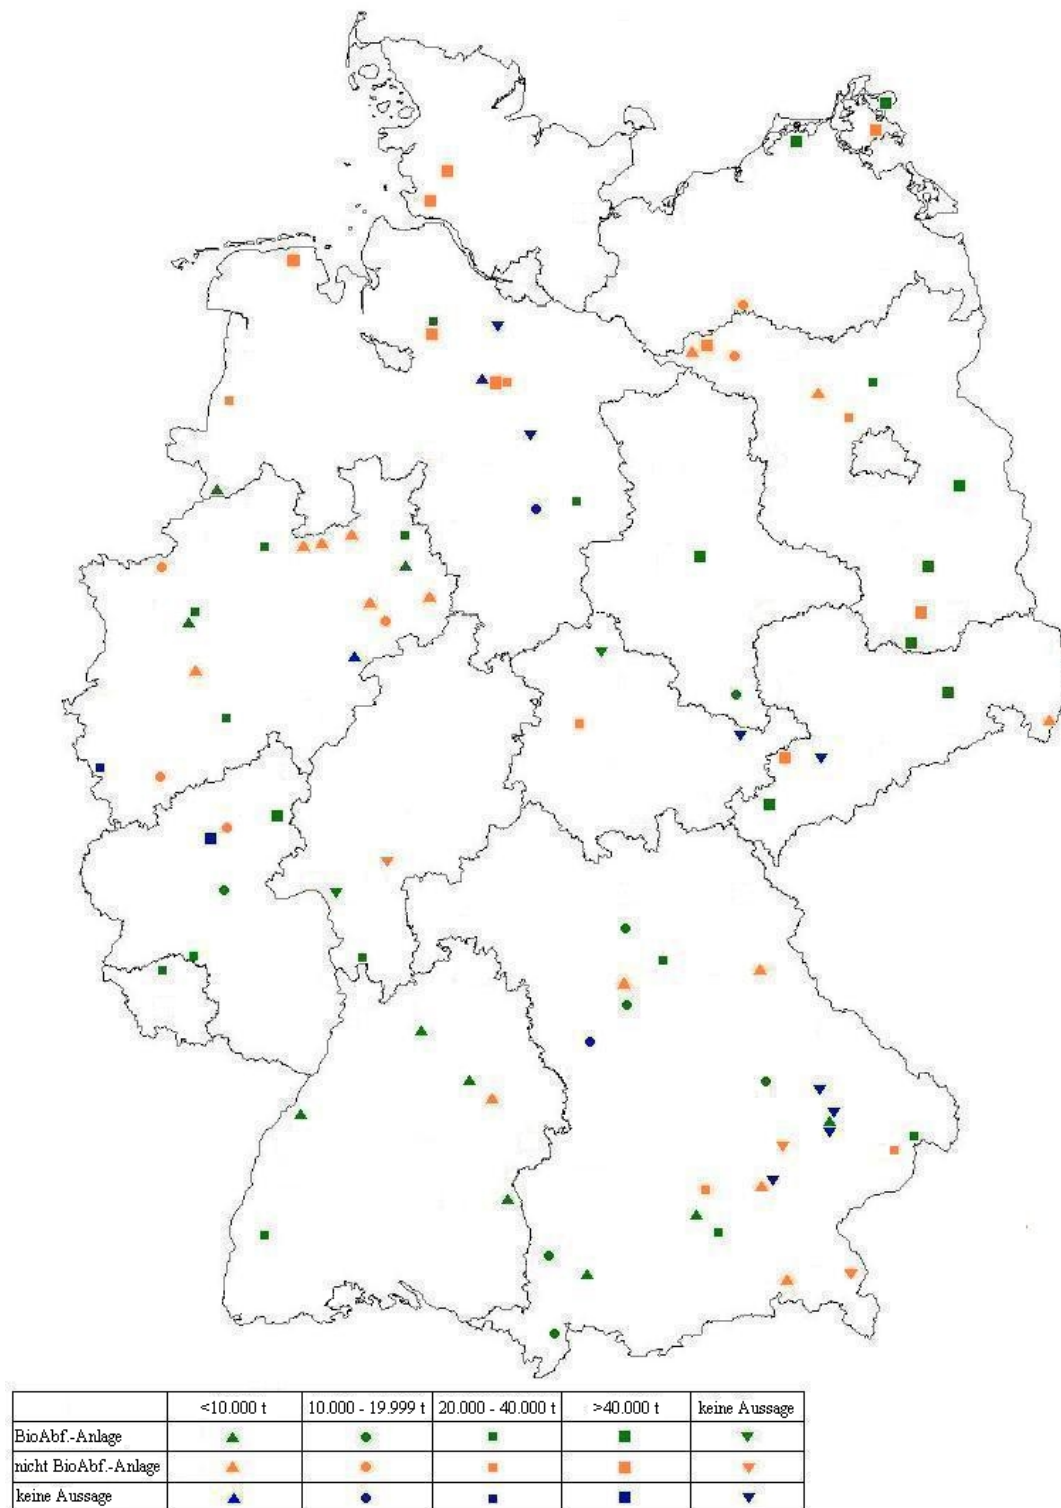 <10.000 t 10.000 - 19.999 t 20.000 - 40.000 t >40.000 t keine Aussage
BioAbf.-Anlage
nicht BioAbf.-Anlage
keine Aussage